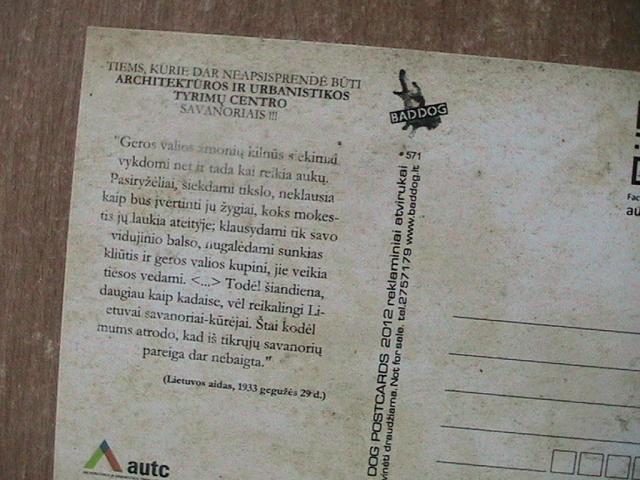 TIEMS, KURIE DAR NEAPSISPRENDĖ BŪTI
ARCHITEKTŪROS IR URBANISTIKOS
TYRIMŲ CENTRO
SAVANORIAIS !!!
"Geros valios žmonių kilnūs siekimai
vykdomi net ir tada kai reikia aukų.
Pasiryžėliai, siekdami tikslo, neklausia
kaip bus įvertinti jų žygiai, koks mokes-
tis jų laukia ateityje; klausydami tik savo
vidujinio balso, nugalėdami sunkias
kliūtis ir geros valios kupini, jie veikia
tiesos vedami. <...> Todėl šiandiena,
daugiau kaip kadaise, vėl reikalingi Li-
etuvai savanoriai-kūrėjai. Štai kodėl
mums atrodo, kad iš tikrųjų savanorių
pareiga dar nebaigta."
(Lietuvos aidas, 1933 gegužės 29 d.)
autc
BADDOG
571
DOG POSTCARDS 2012 reklaminiai atvirukai
draudžiama. Not for sale. tel.2757179 www.baddog.lt
Fac
au